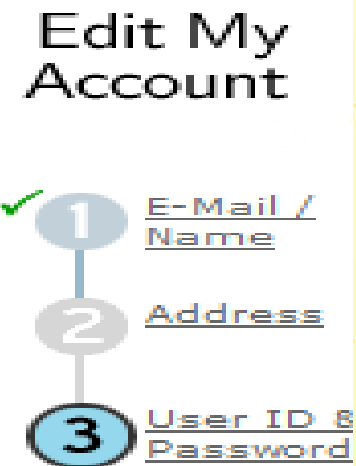 Edit My
Account
1
E-Mail /
Name
2
Address
3
User ID &
Password